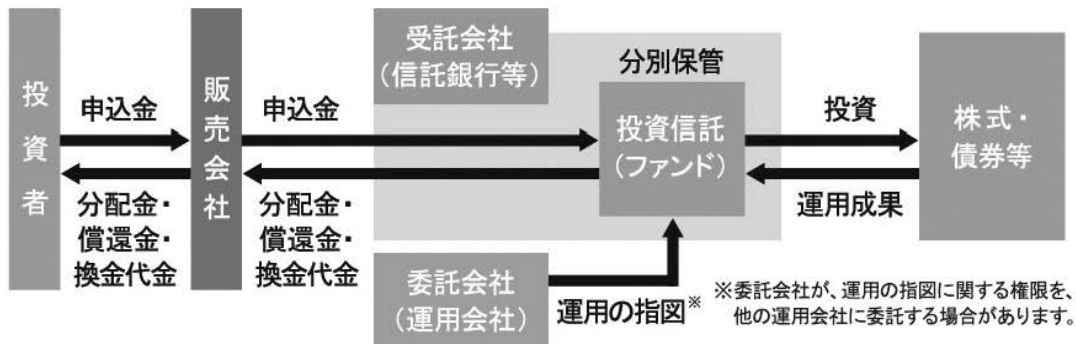 投資者
申込金
分配金・
償還金・
換金代金
販売会社
申込金
分配金・
償還金・
換金代金
受託会社
(信託銀行等)
分別保管
投資信託
(ファンド)
委託会社
(運用会社)
運用の指図※
投資
運用成果
株式・
債券等
※委託会社が、運用の指図に関する権限を、
他の運用会社に委託する場合があります。